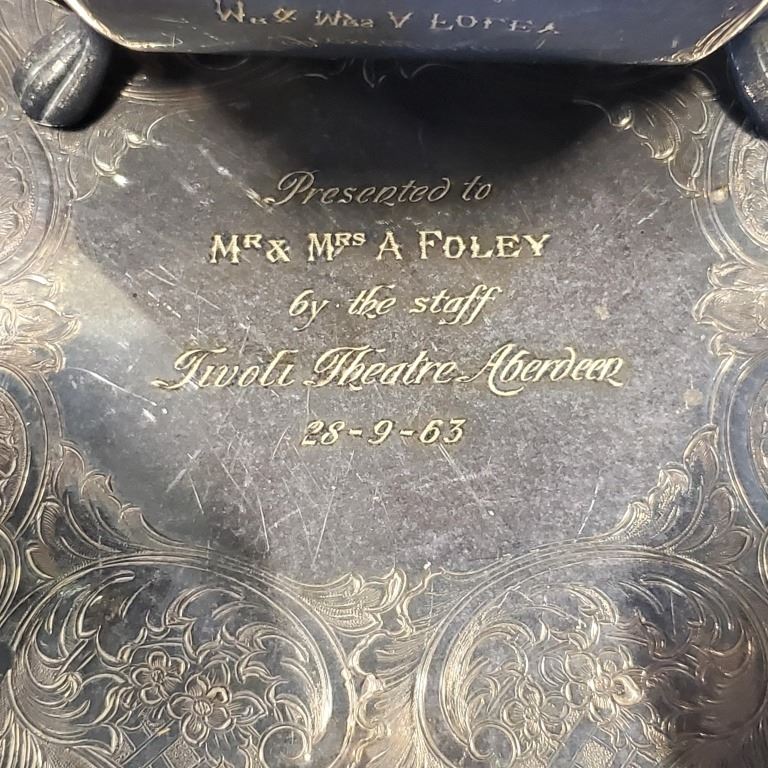 Presented to
Mr & Mrs A Foley
by the staff
Tivoli Theatre Aberdeen
28-9-63